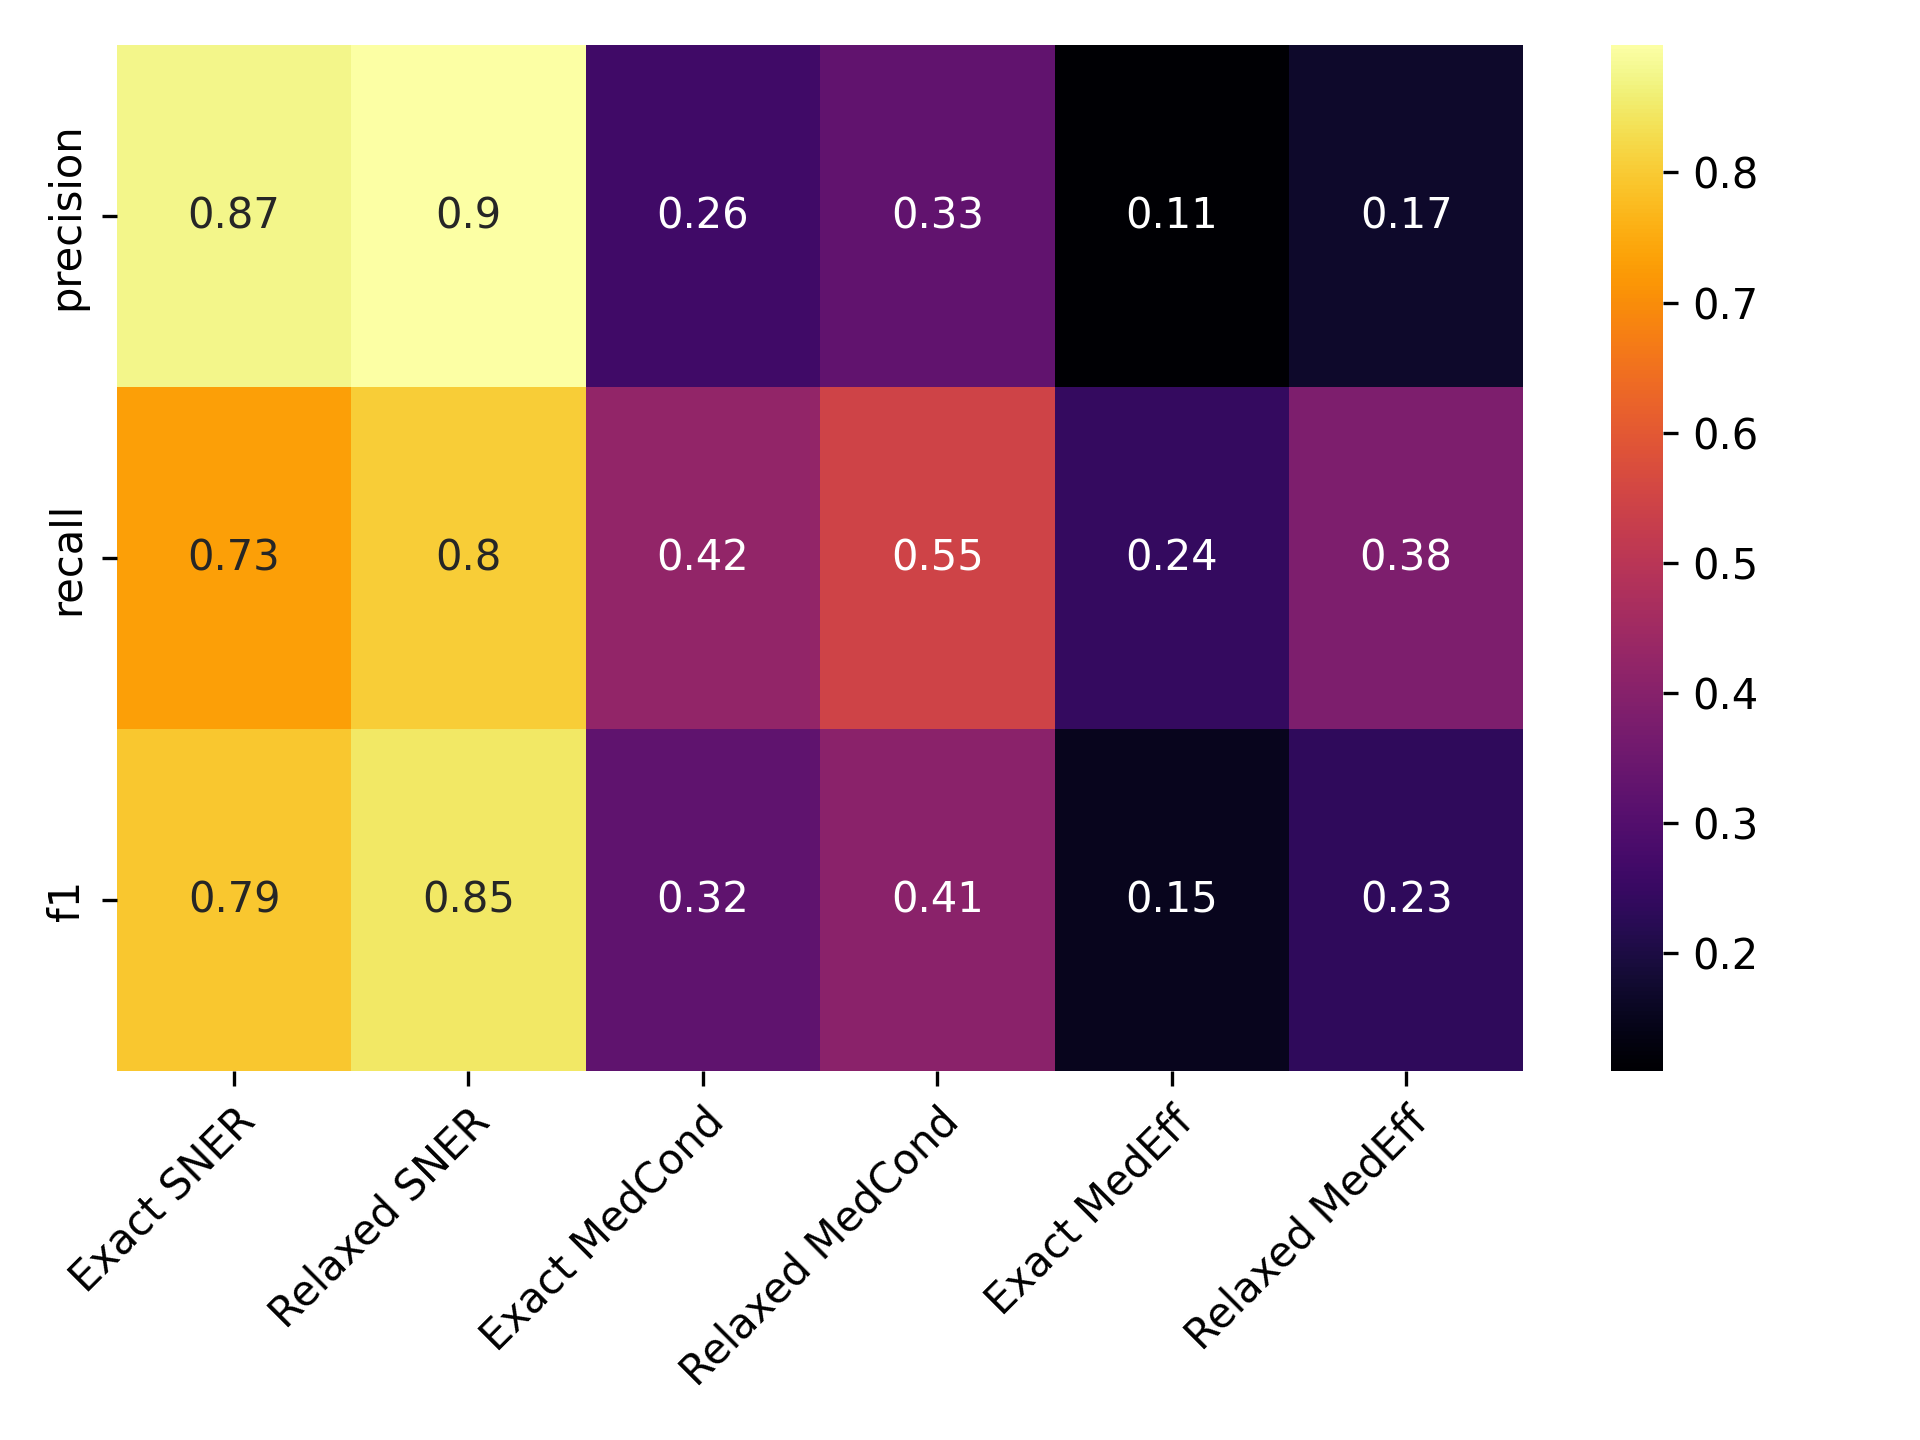 precision
0.87 0.9 0.26 0.33 0.11 0.17
recall
0.73 0.8 0.42 0.55 0.24 0.38
f1
0.79 0.85 0.32 0.41 0.15 0.23
Exact SNER
Relaxed SNER
Exact MedCond
Relaxed MedCond
Exact MedEff
Relaxed MedEff
0.8
0.7
0.6
0.5
0.4
0.3
0.2